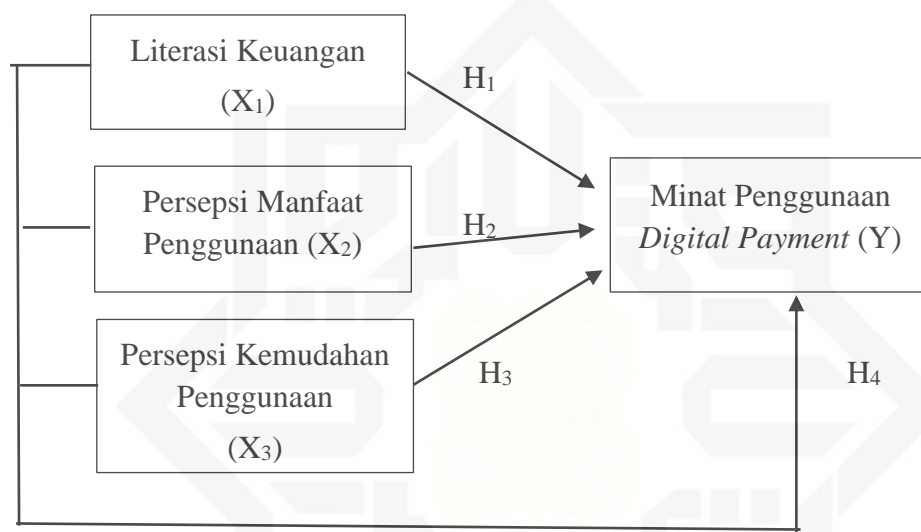 Literasi Keuangan
(X₁)
H₁
Persepsi Manfaat
Penggunaan (X₂)
H₂
Minat Penggunaan
Digital Payment (Y)
Persepsi Kemudahan
Penggunaan
(X₃)
H₃
H₄